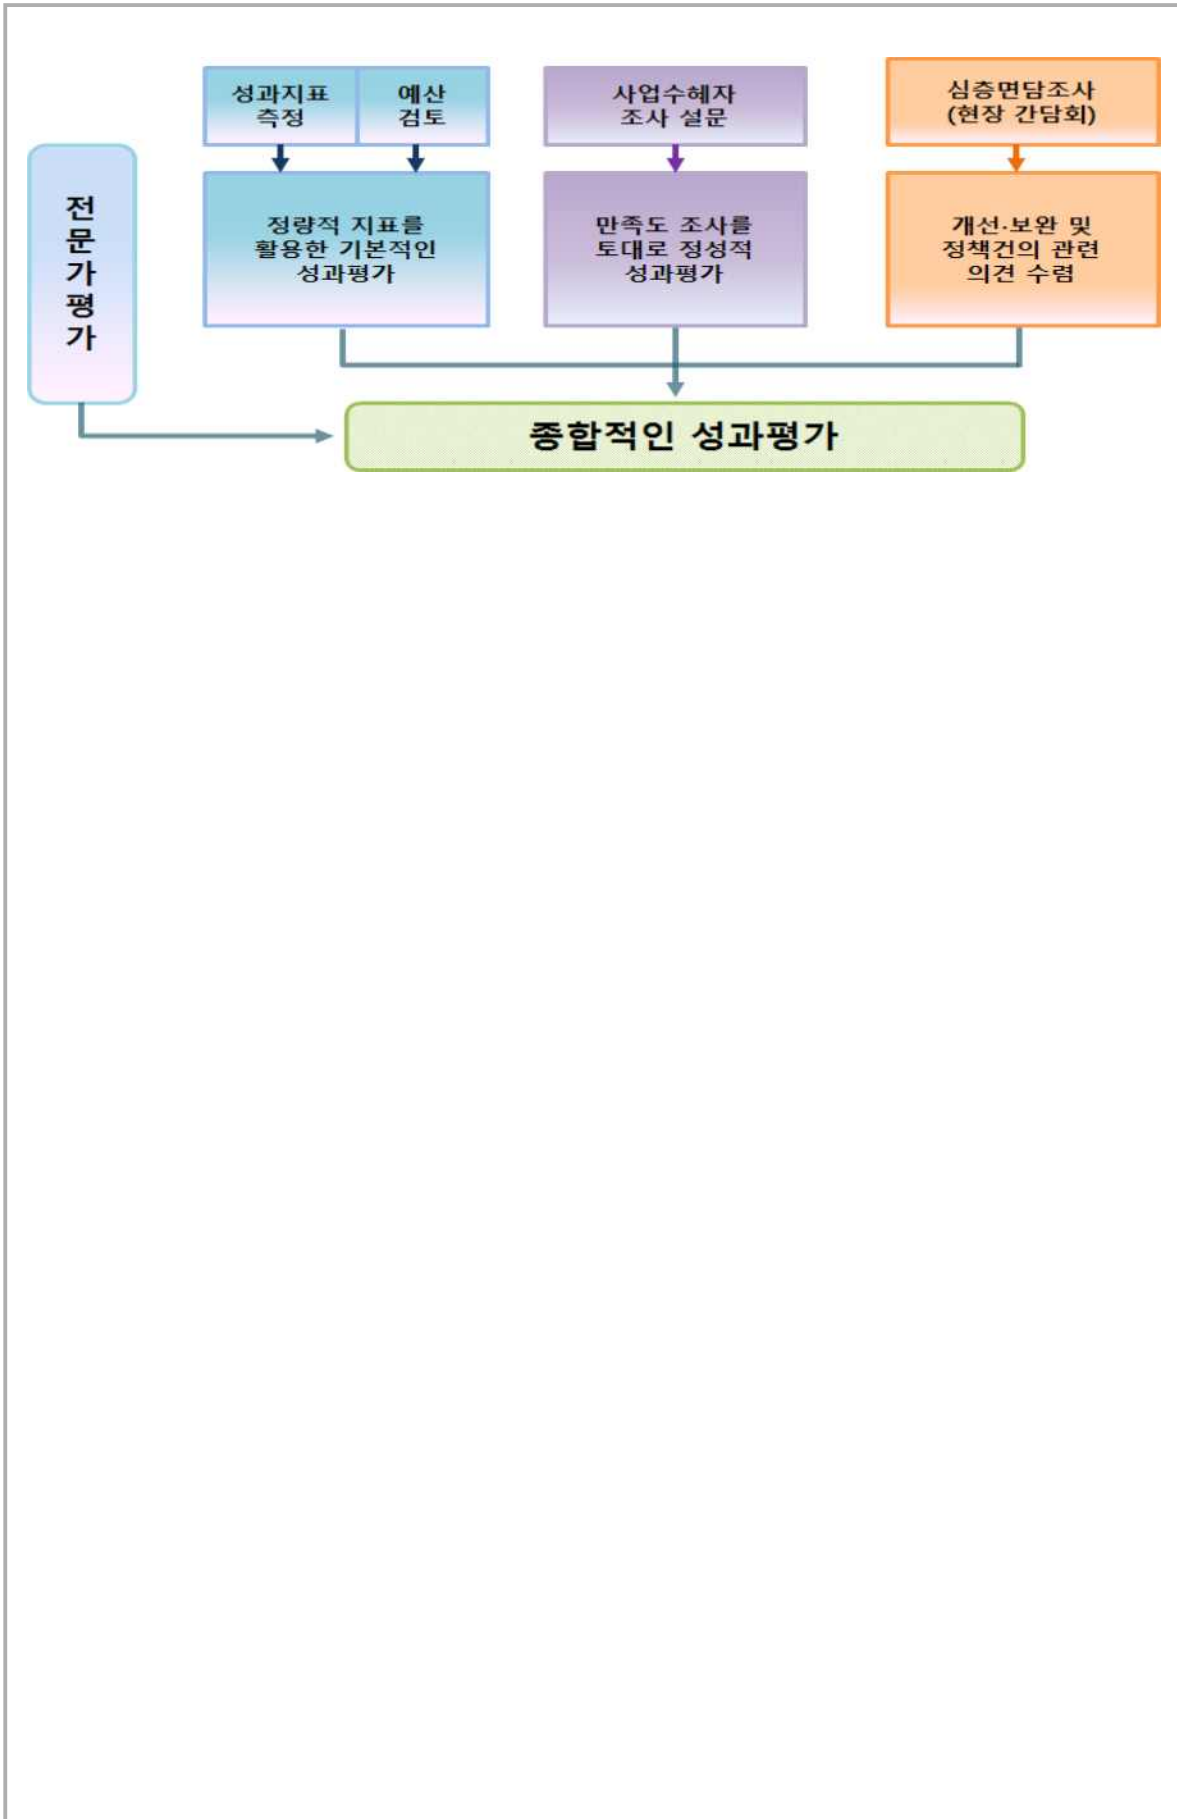 전
문
가
평
가
성과지표
측정
예산
검토
정량적 지표를
활용한 기본적인
성과평가
사업수혜자
조사 설문
만족도 조사를
토대로 정성적
성과평가
심층면담조사
(현장 간담회)
개선·보완 및
정책건의 관련
의견 수렴
종합적인 성과평가